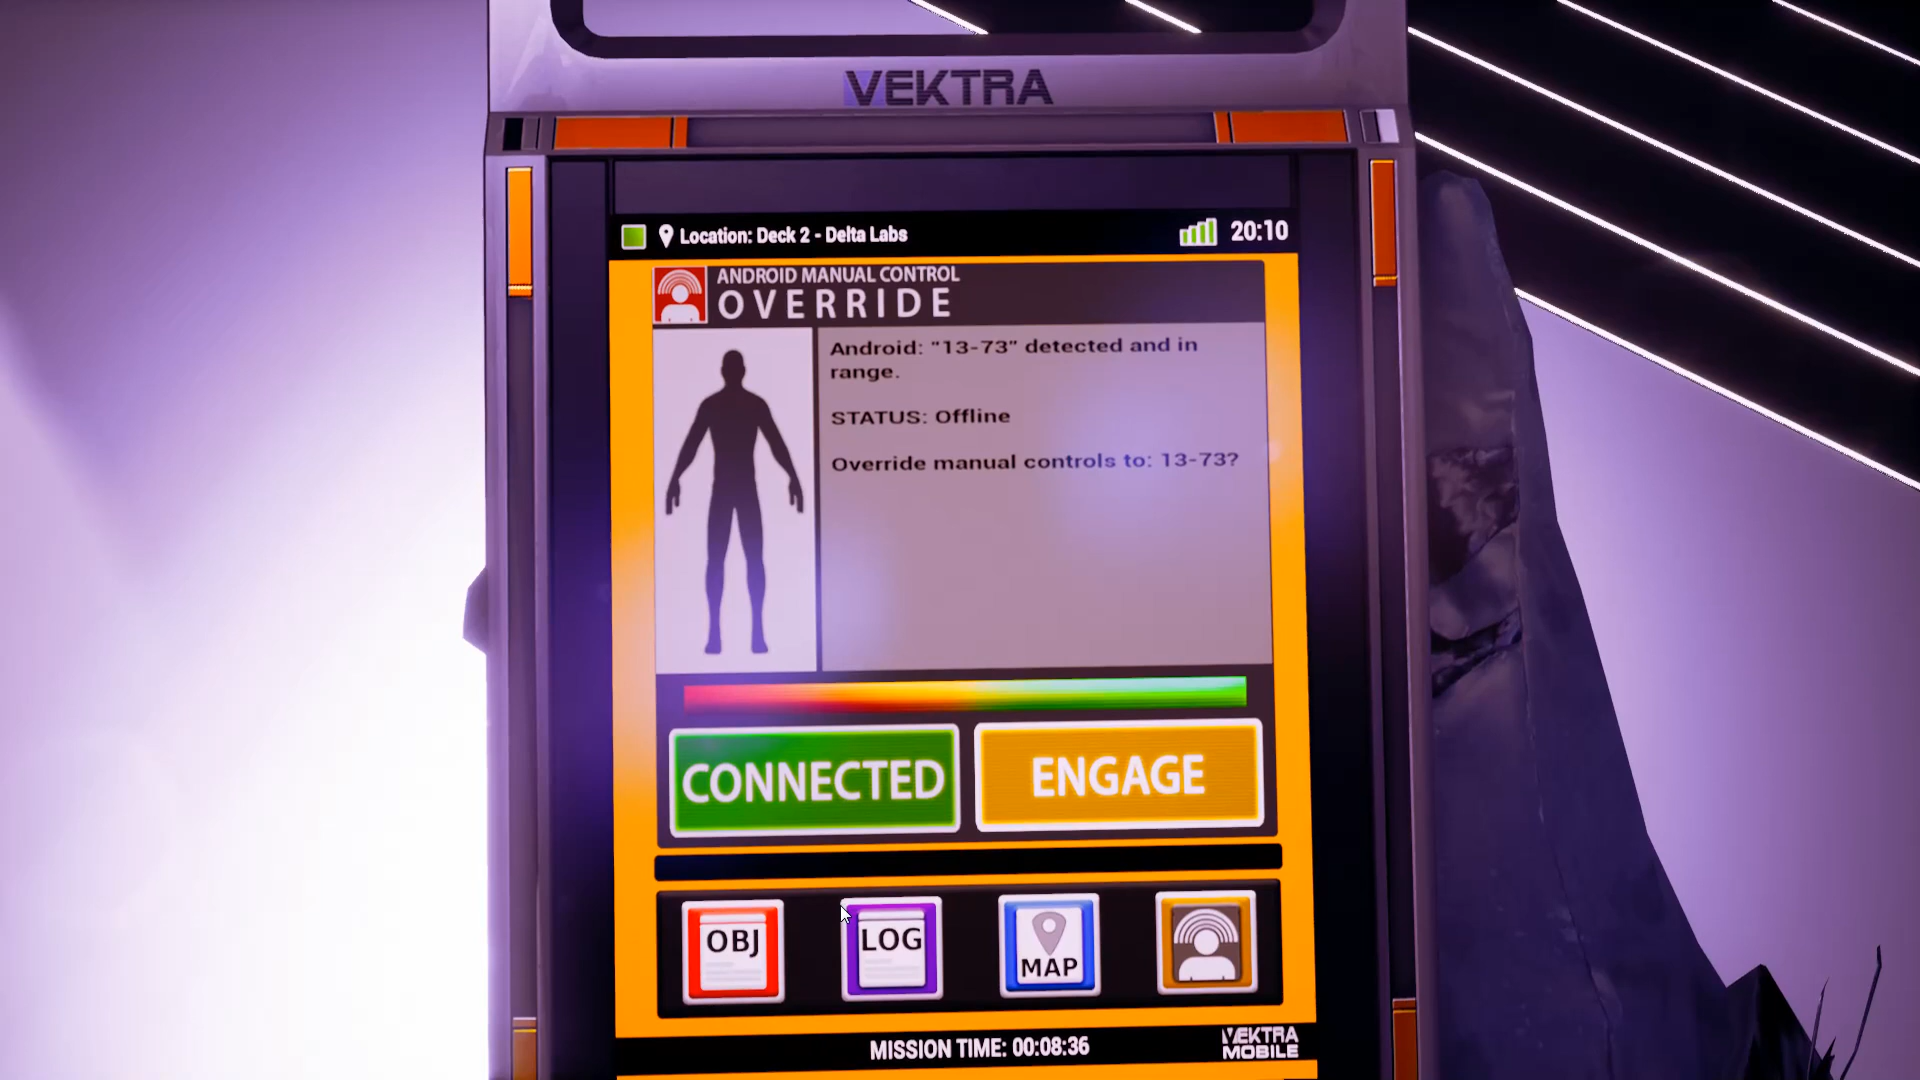 VEKTRA
Location: Deck 2 - Delta Labs
20:10
ANDROID MANUAL CONTROL
OVERRIDE
Android: "13-73" detected and in
range.
STATUS: Offline
Override manual controls to: 13-73?
CONNECTED
ENGAGE
OBJ
LOG
MAP
MISSION TIME: 00:08:36
VEKTRA
MOBILE